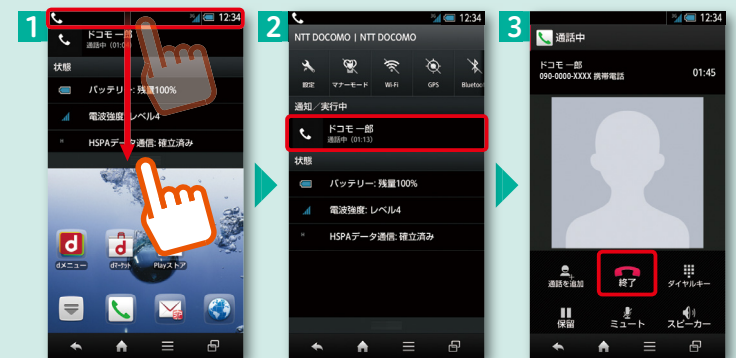 1
12:34
ドコモ 一郎
通話中 (01:04)
状態
バッテリー: 残量100%
電波強度: レベル4
H
HSPAデータ通信: 確立済み
dメニュー
dマーケット
Playストア
2
12:34
NTT DOCOMO | NTT DOCOMO
設定
マナーモード
Wi-Fi
GPS
Bluetoo
通知／実行中
ドコモ 一郎
通話中 (01:13)
状態
バッテリー: 残量100%
電波強度: レベル4
H
HSPAデータ通信: 確立済み
3
12:34
通話中
ドコモ 一郎
090-0000-XXXX 携帯電話
01:45
通話を追加
終了
ダイヤルキー
保留
ミュート
スピーカー